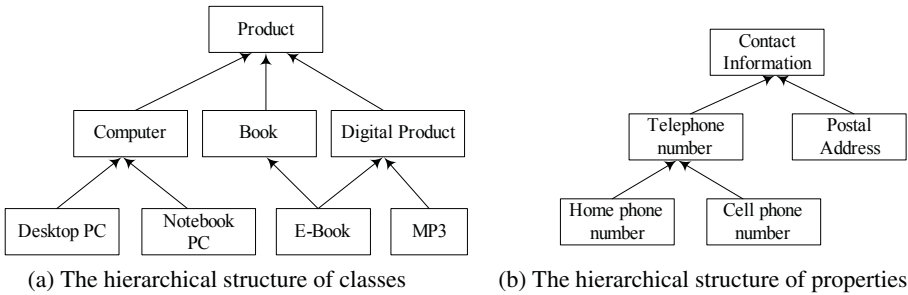 Product
Computer
Book
Digital Product
Desktop PC
Notebook
PC
E-Book
MP3
(a) The hierarchical structure of classes
Contact
Information
Telephone
number
Postal
Address
Home phone
number
Cell phone
number
(b) The hierarchical structure of properties